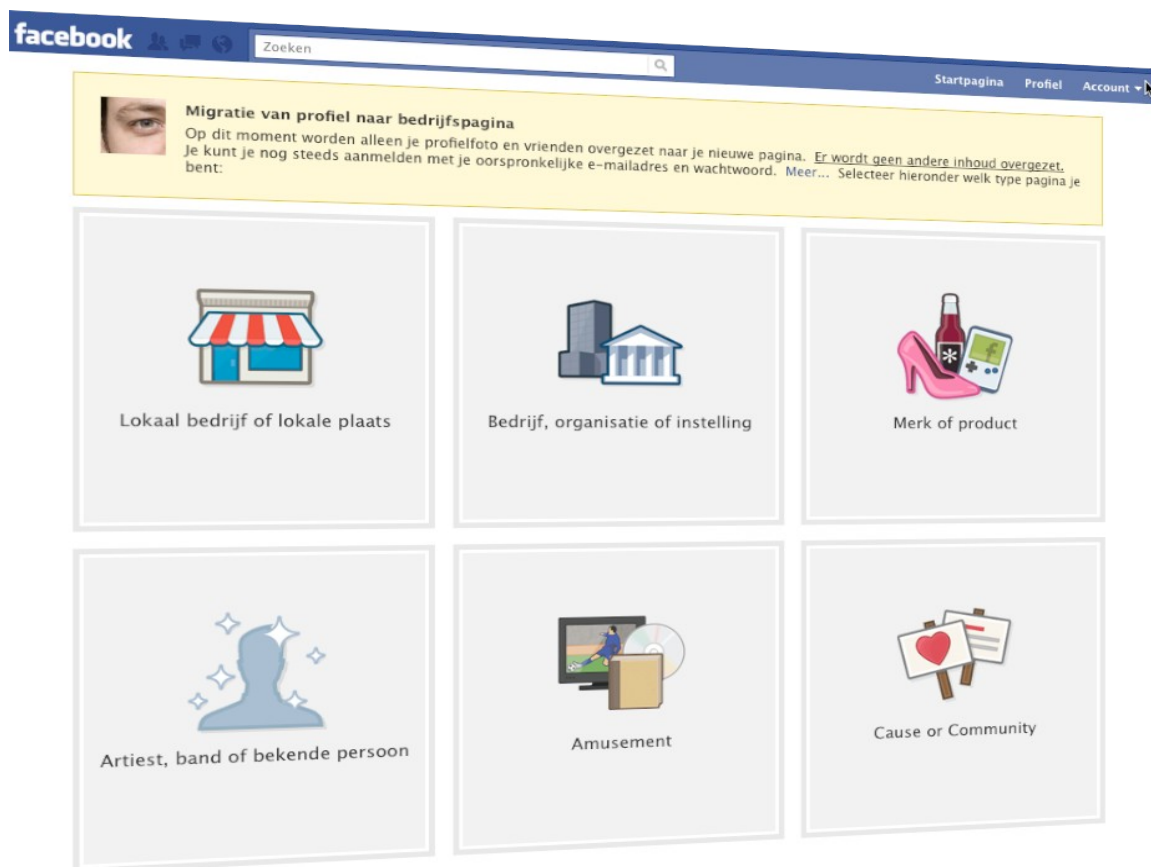 facebook
Zoeken
Startpagina Profiel Account
Migratie van profiel naar bedrijfspagina
Op dit moment worden alleen je profielfoto en vrienden overgezet naar je nieuwe pagina. Er wordt geen andere inhoud overgezet.
Je kunt je nog steeds aanmelden met je oorspronkelijke e-mailadres en wachtwoord. Meer... Selecteer hieronder welk type pagina je
bent:
Lokaal bedrijf of lokale plaats
Bedrijf, organisatie of instelling
Merk of product
Artiest, band of bekende persoon
Amusement
Cause or Community